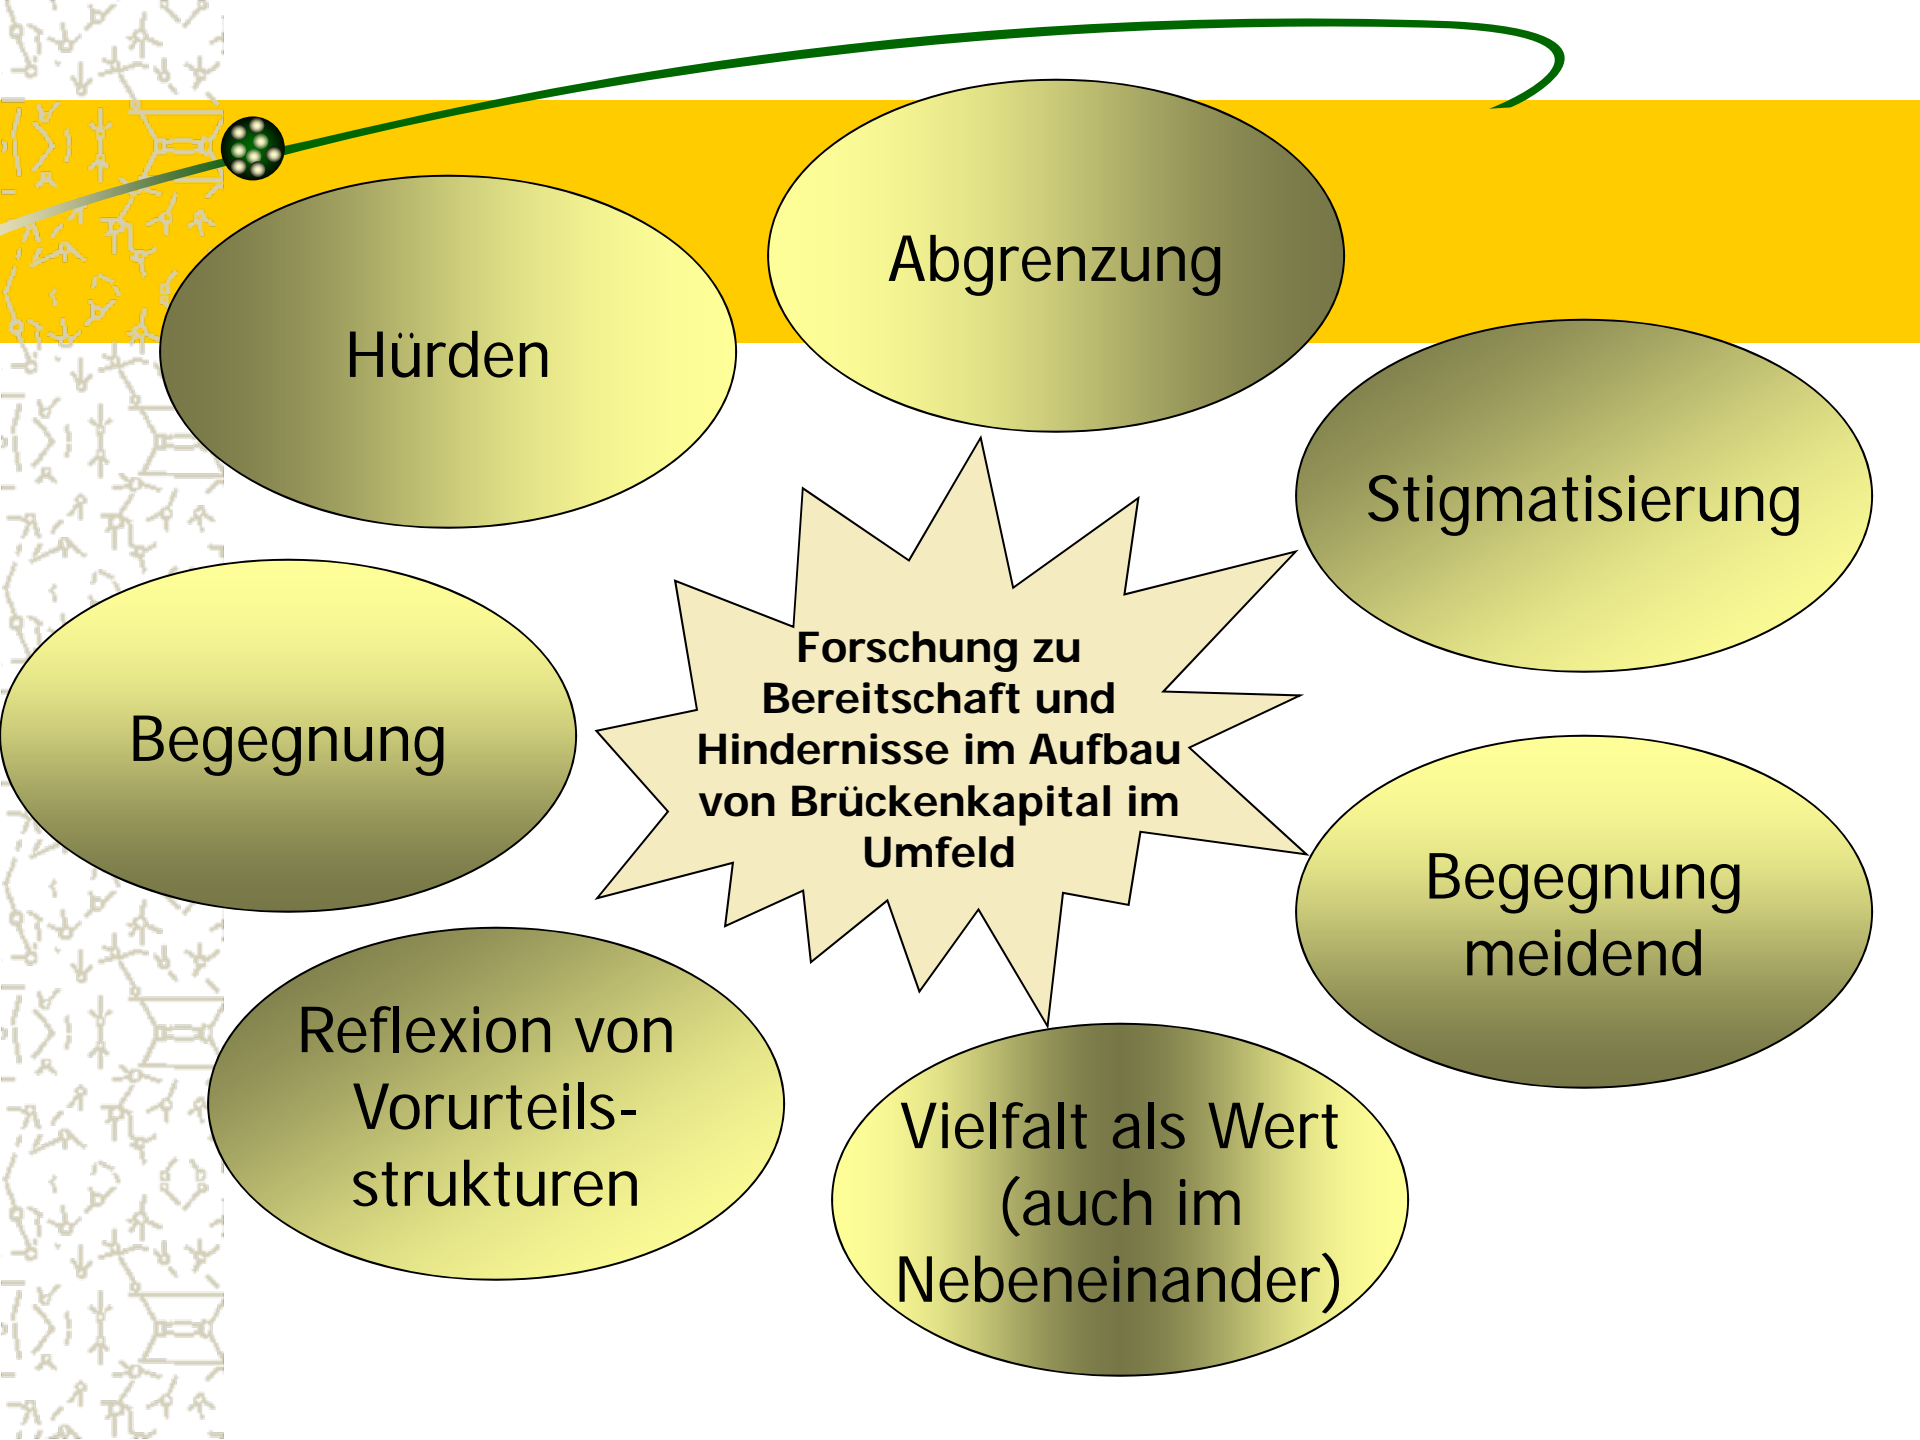 Abgrenzung
Hürden
Stigmatisierung
Forschung zu
Bereitschaft und
Hindernisse im Aufbau
von Brückenkapital im
Umfeld
Begegnung
Begegnung
meidend
Reflexion von
Vorurteils-
strukturen
Vielfalt als Wert
(auch im
Nebeneinander)